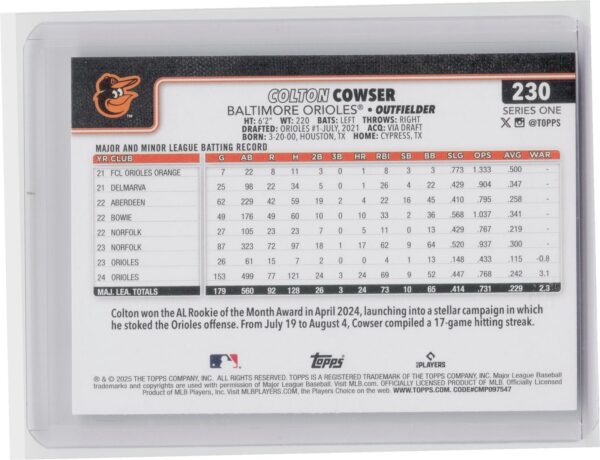 COLTON COWSER
BALTIMORE ORIOLES® • OUTFIELDER
230
SERIES ONE
X @TOPPS
HT: 6'2" WT: 220 BATS: LEFT THROWS: RIGHT
DRAFTED: ORIOLES #1-JULY, 2021 ACQ: VIA DRAFT
BORN: 3-20-00, HOUSTON, TX HOME: CYPRESS, TX
MAJOR AND MINOR LEAGUE BATTING RECORD
YR CLUB G AB R H 2B 3B HR RBI SB BB SLG OPS AVG WAR
21 FCL ORIOLES ORANGE 7 22 8 11 3 0 1 8 3 3 .773 1.333 .500 -
21 DELMARVA 25 98 22 34 5 0 1 26 4 22 .429 .904 .347 -
22 ABERDEEN 62 229 42 59 19 2 4 22 16 45 .410 .795 .258 -
22 BOWIE 49 176 49 60 10 0 10 33 2 36 .568 1.037 .341 -
22 NORFOLK 27 105 23 23 7 0 5 11 0 13 .429 .767 .219 -
23 NORFOLK 87 323 72 97 18 1 17 62 9 64 .520 .937 .300 -
23 ORIOLES 26 61 15 7 2 0 0 4 1 13 .148 .433 .115 -0.8
24 ORIOLES 153 499 77 121 24 3 24 69 9 52 .447 .768 .242 3.1
MAJ. LEA. TOTALS 179 560 92 128 26 3 24 73 10 65 .414 .731 .229 2.3
Colton won the AL Rookie of the Month Award in April 2024, launching into a stellar campaign in which
he stoked the Orioles offense. From July 19 to August 4, Cowser compiled a 17-game hitting streak.
Topps
PLAYERS
® & © 2025 THE TOPPS COMPANY, INC. ALL RIGHTS RESERVED. TOPPS IS A REGISTERED TRADEMARK OF THE TOPPS COMPANY, INC. Major League Baseball
trademarks and copyrights are used with permission of Major League Baseball. Visit MLB.com. OFFICIALLY LICENSED PRODUCT OF MLB. Officially Licensed
Product of MLB Players, Inc. Visit MLBPLAYERS.COM, the Players Choice on the web. WWW.TOPPS.COM. CODE#CMP097547